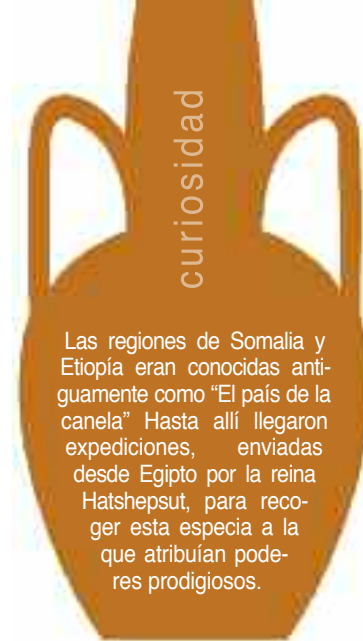 curiosidad
Las regiones de Somalia y
Etiopía eran conocidas anti-
guamente como “El país de la
canela” Hasta allí llegaron
expediciones, enviadas
desde Egipto por la reina
Hatshepsut, para reco-
ger esta especia a la
que atribuían pode-
res prodigiosos.